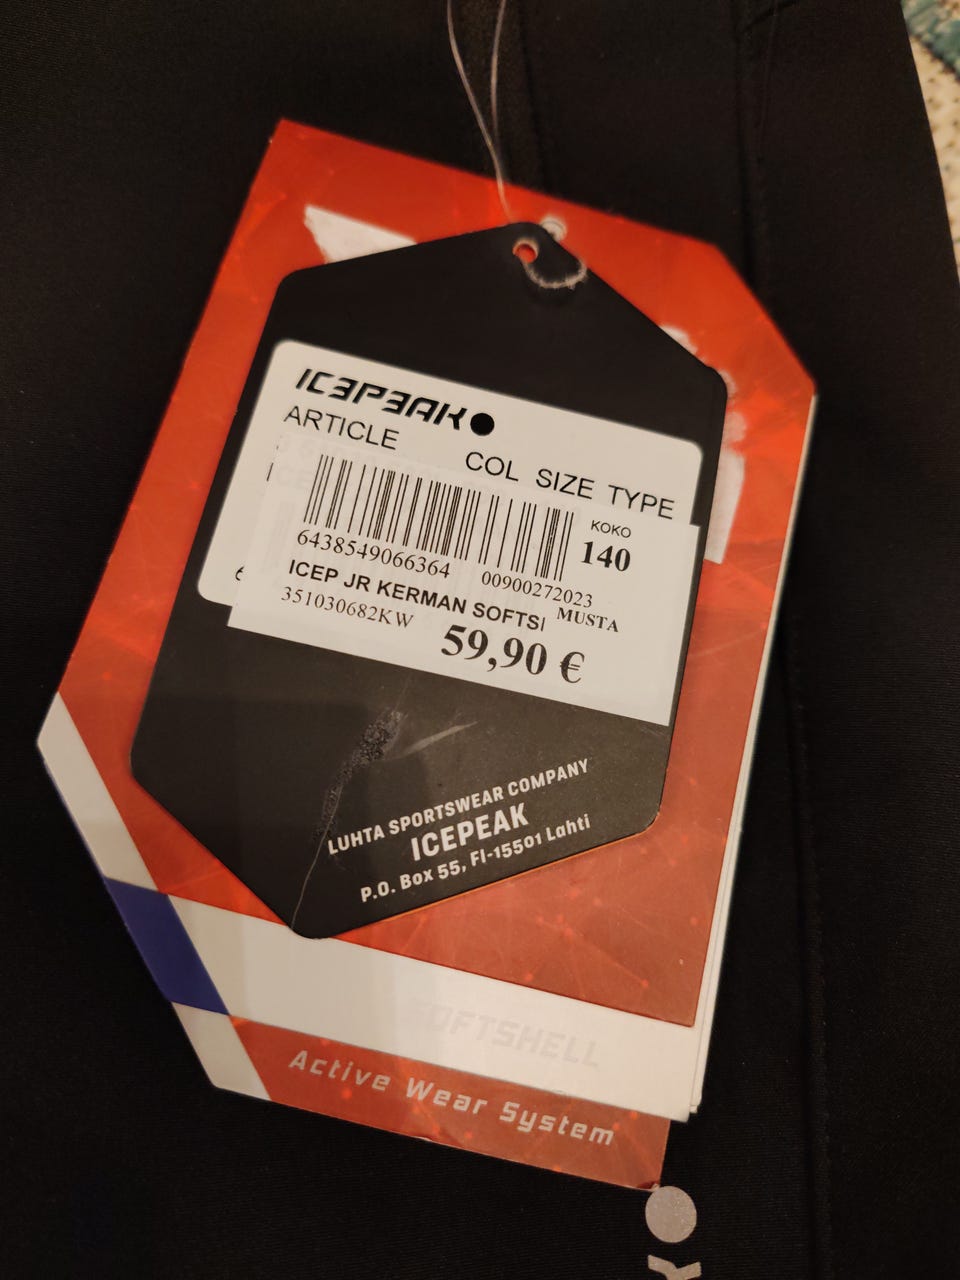 ICEPEAK
ARTICLE
COL SIZE TYPE
KOKO
140
6438549066364 00900272023
ICEP JR KERMAN SOFTSI MUSTA
351030682KW 59,90 €
LUHTA SPORTSWEAR COMPANY
ICEPEAK
P.O. Box 55, FI-15501 Lahti
SOFTSHELL
Active Wear System